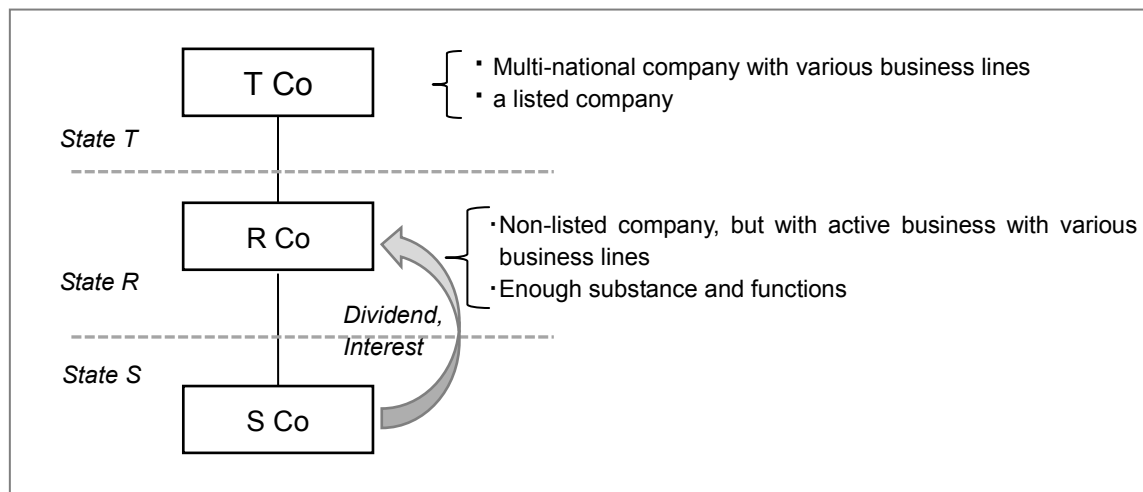 T Co
· Multi-national company with various business lines
· a listed company
State T
R Co
·Non-listed company, but with active business with various
business lines
·Enough substance and functions
State R
Dividend,
Interest
State S
S Co